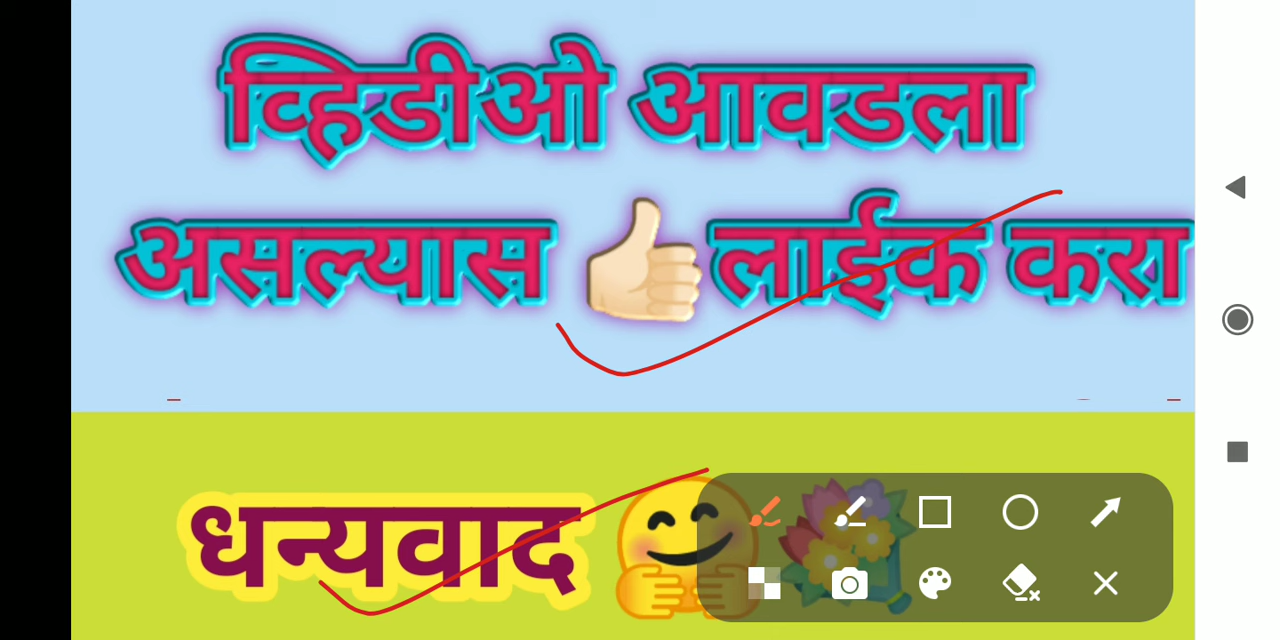 व्हिडीओ आवडला
असल्यास 👍🏻 लाईक करा
धन्यवाद 🤗 💐